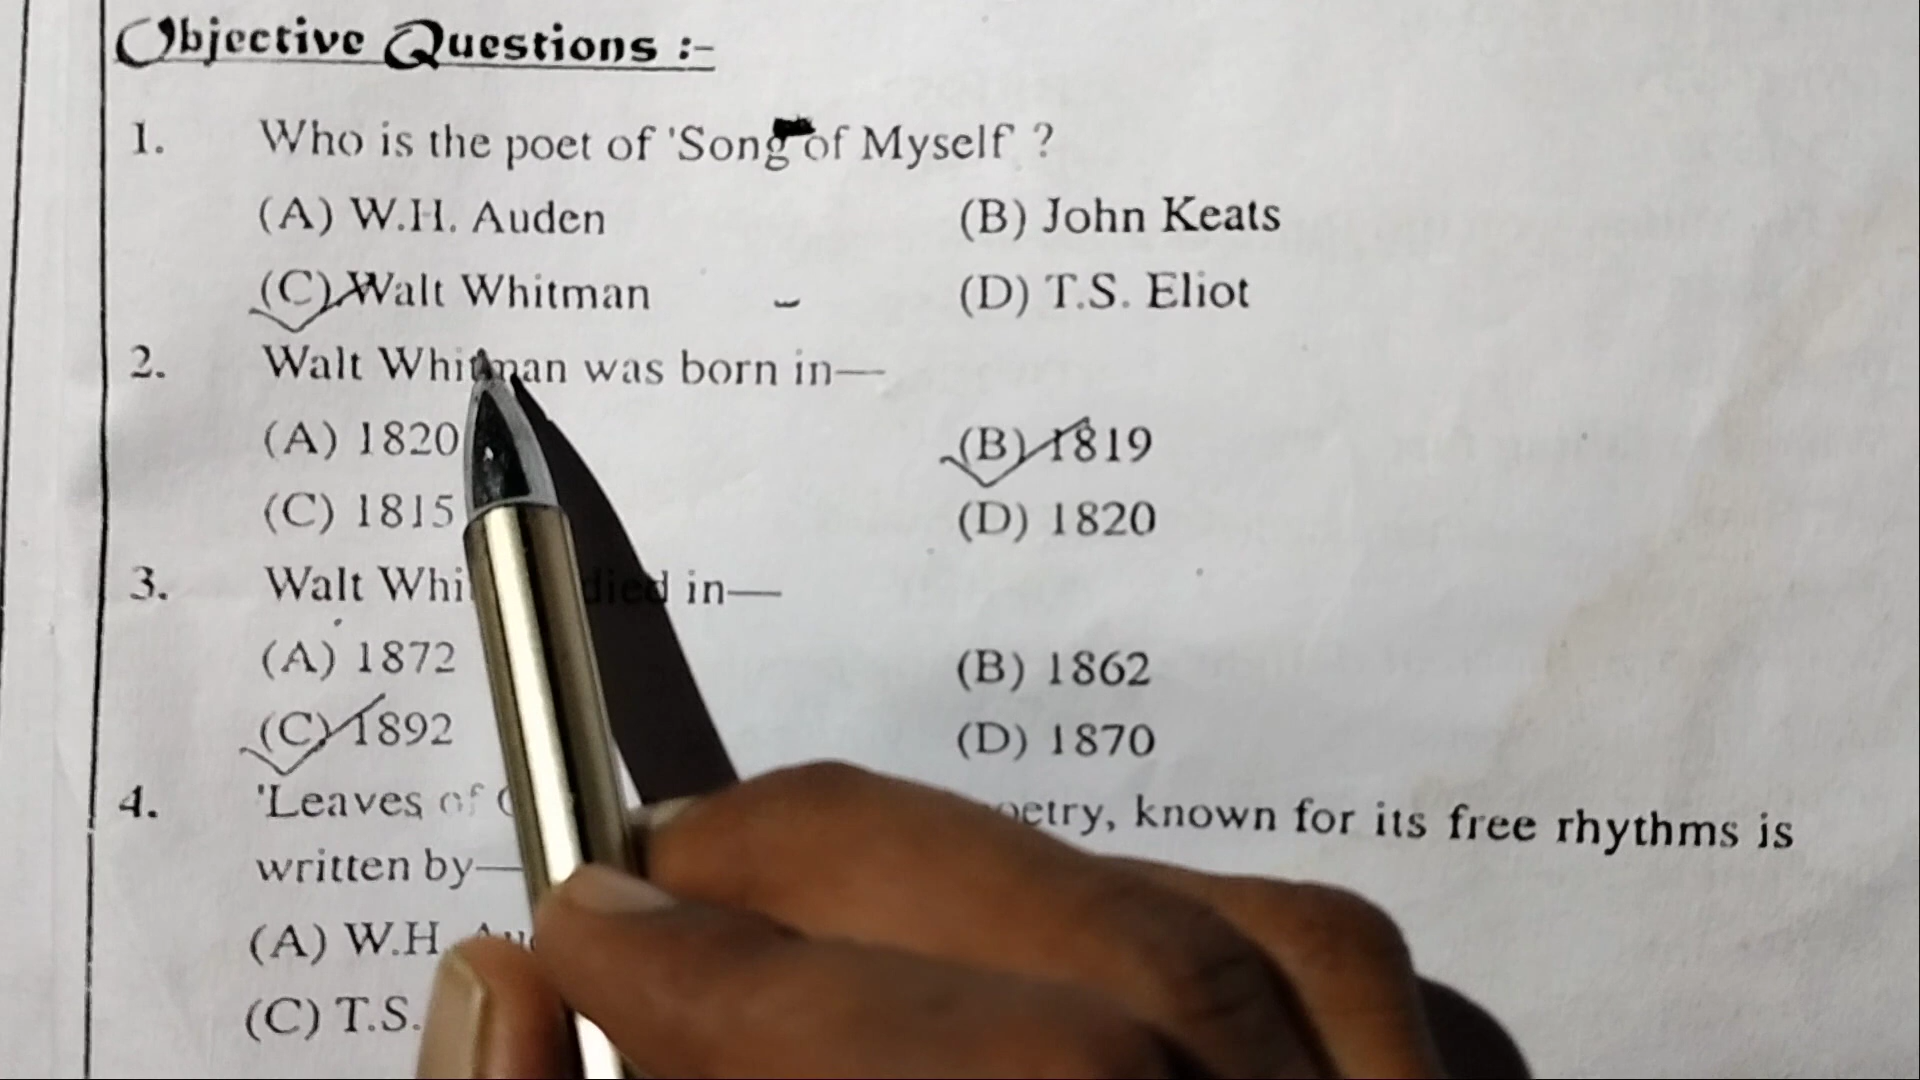 Objective Questions :-
1. Who is the poet of 'Song of Myself' ?
(A) W.H. Auden (B) John Keats
(C) Walt Whitman (D) T.S. Eliot
2. Walt Whitman was born in—
(A) 1820 (B) 1819
(C) 1815 (D) 1820
3. Walt died in—
(A) 1872 (B) 1862
(C) 1892 (D) 1870
4. 'Leaves of known for its free rhythms is
written by—
(A) W.H.
(C) T.S.